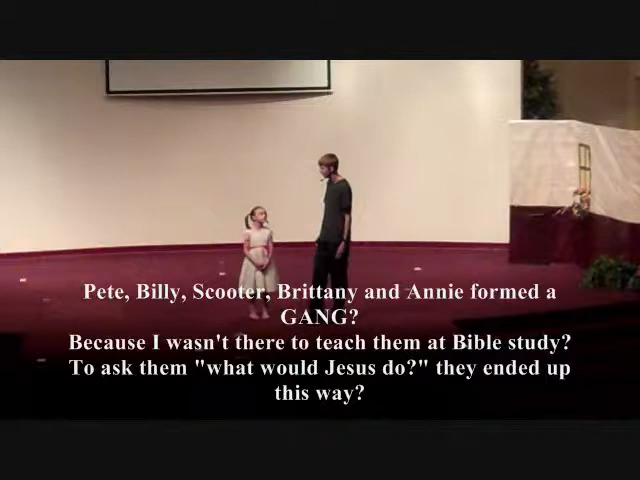 Pete, Billy, Scooter, Brittany and Annie formed a
GANG?
Because I wasn't there to teach them at Bible study?
To ask them "what would Jesus do?" they ended up
this way?